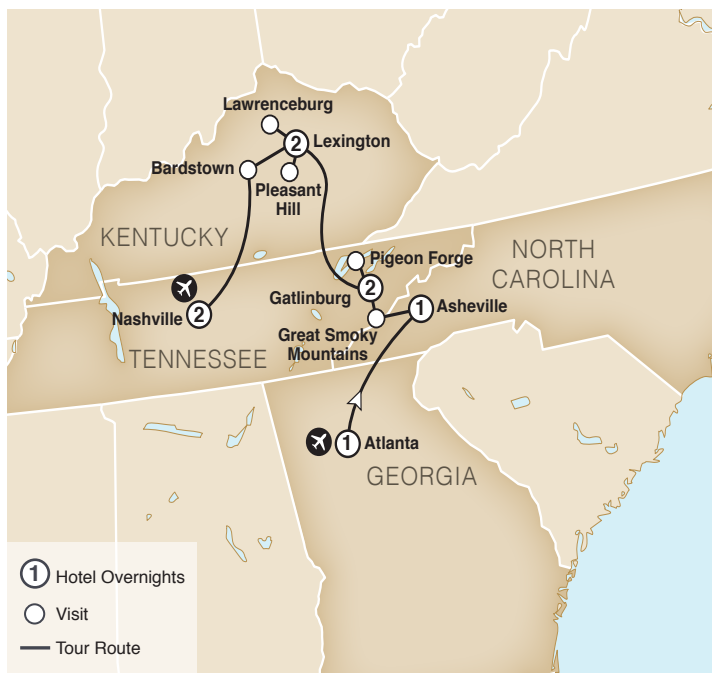 Lawrenceburg
2
Lexington
Bardstown
Pleasant
Hill
KENTUCKY
NORTH
CAROLINA
Pigeon Forge
Gatlinburg
2
1
Asheville
Nashville
2
Great Smoky
Mountains
TENNESSEE
1
Atlanta
GEORGIA
1
Hotel Overnights
Visit
Tour Route